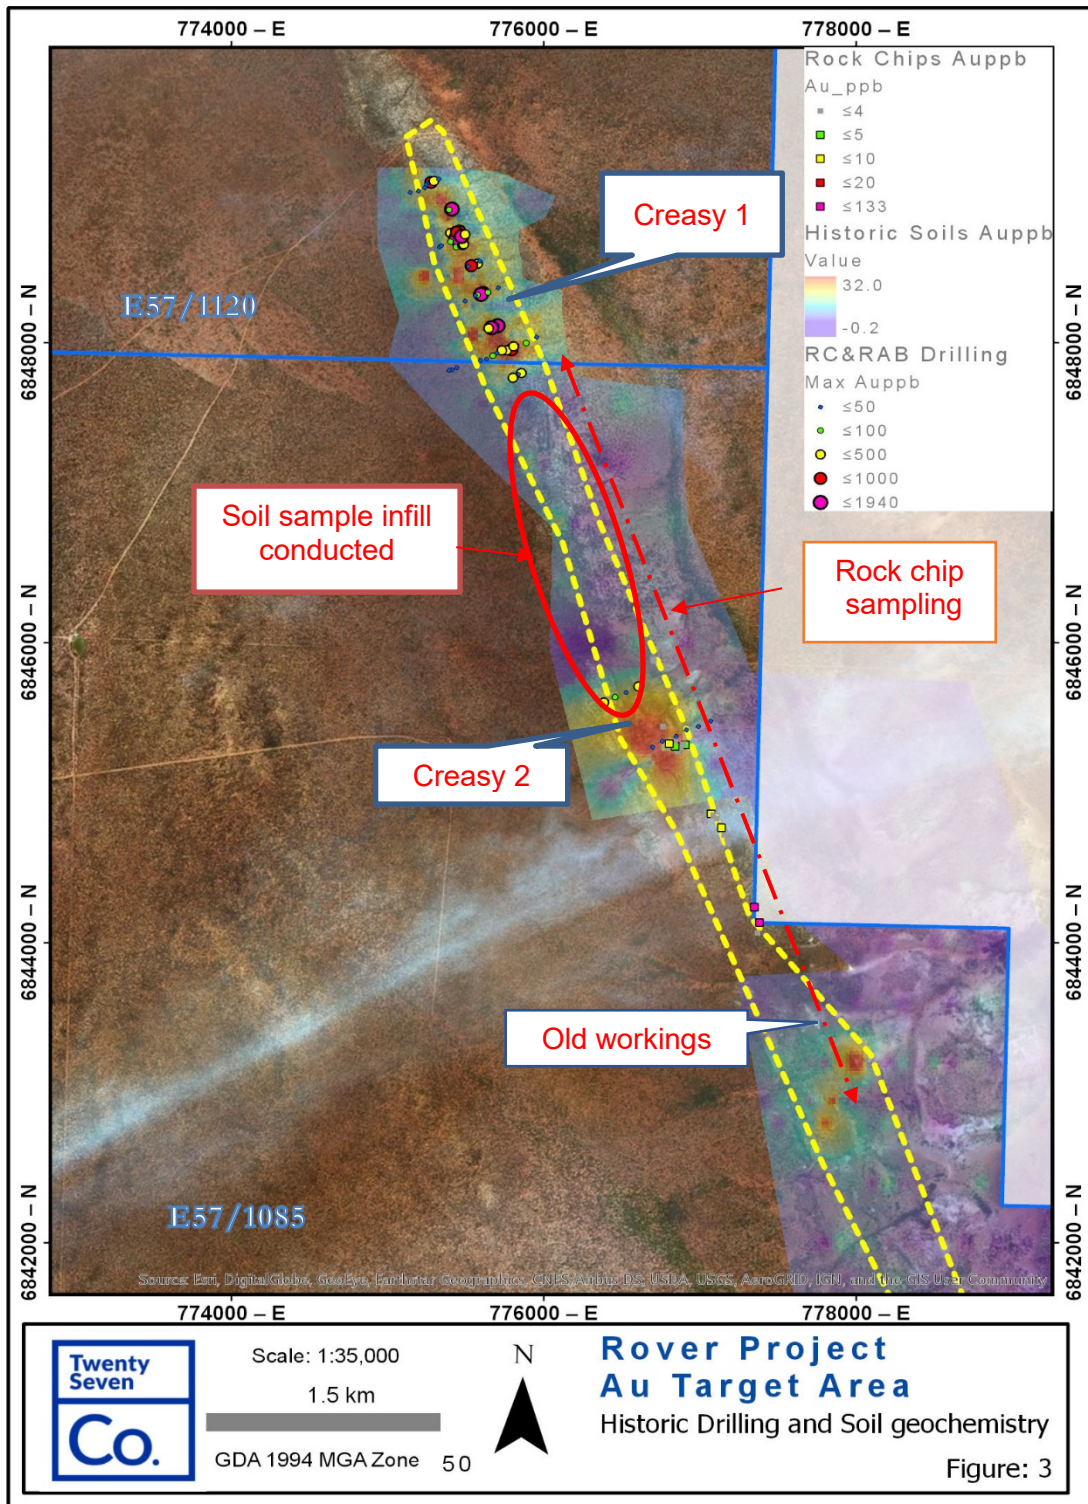 774000 – E
776000 – E
778000 – E
Rock Chips Auppb
Au_ppb
≤4
≤5
≤10
≤20
≤133
Historic Soils Auppb
Value
32.0
-0.2
RC&RAB Drilling
Max Auppb
≤50
≤100
≤500
≤1000
≤1940
Creasy 1
E57/1120
6848000 – N
6848000 – N
Soil sample infill
conducted
Rock chip
sampling
6846000 – N
6846000 – N
Creasy 2
6844000 – N
6844000 – N
Old workings
E57/1085
6842000 – N
6842000 – N
Source: Esri, DigitalGlobe, GeoEye, Earthstar Geographics, CNES/Airbus DS, USDA, USGS, AeroGRID, IGN, and the GIS User Community
774000 – E
776000 – E
778000 – E
Twenty
Seven
Co.
Scale: 1:35,000
1.5 km
GDA 1994 MGA Zone 50
N
Rover Project
Au Target Area
Historic Drilling and Soil geochemistry
Figure: 3